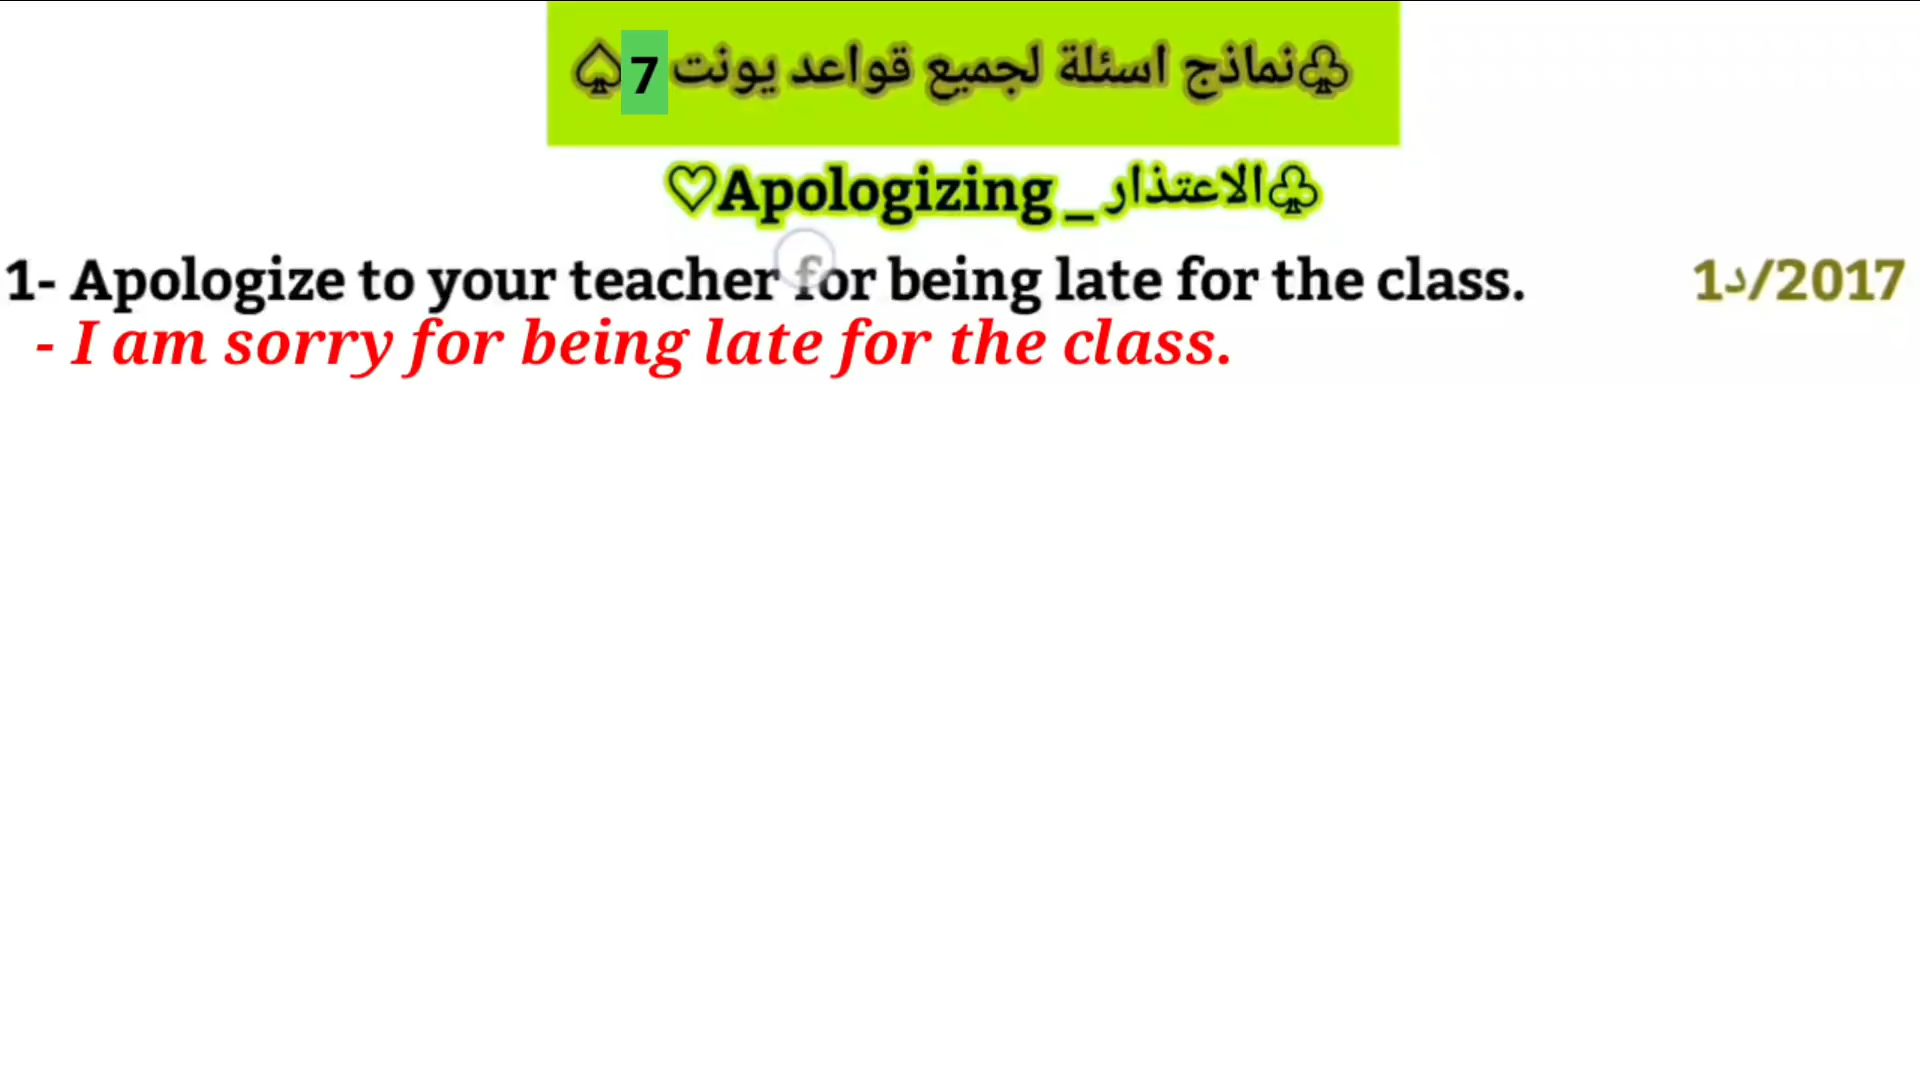 ♧نماذج اسئلة لجميع قواعد يونت 7♤
♡Apologizing _ الاعتذار♧
1- Apologize to your teacher for being late for the class. 2017/د1
- I am sorry for being late for the class.